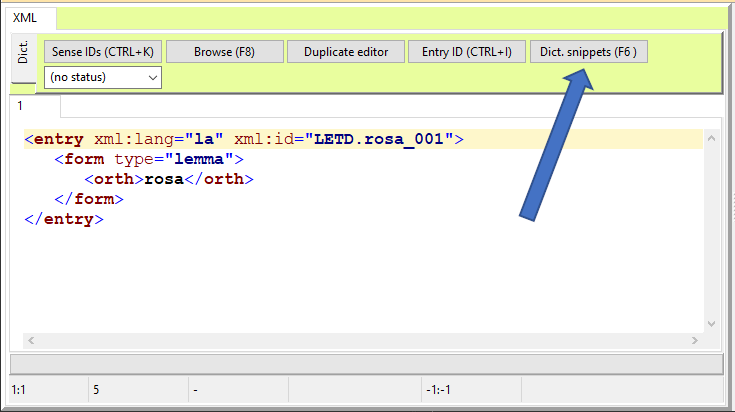 XML
Dict.
Sense IDs (CTRL+K) Browse (F8) Duplicate editor Entry ID (CTRL+I) Dict. snippets (F6 )
(no status)
1
<entry xml:lang="la" xml:id="LETD.rosa_001">
   <form type="lemma">
      <orth>rosa</orth>
   </form>
</entry>
1:1 5 - -1:-1